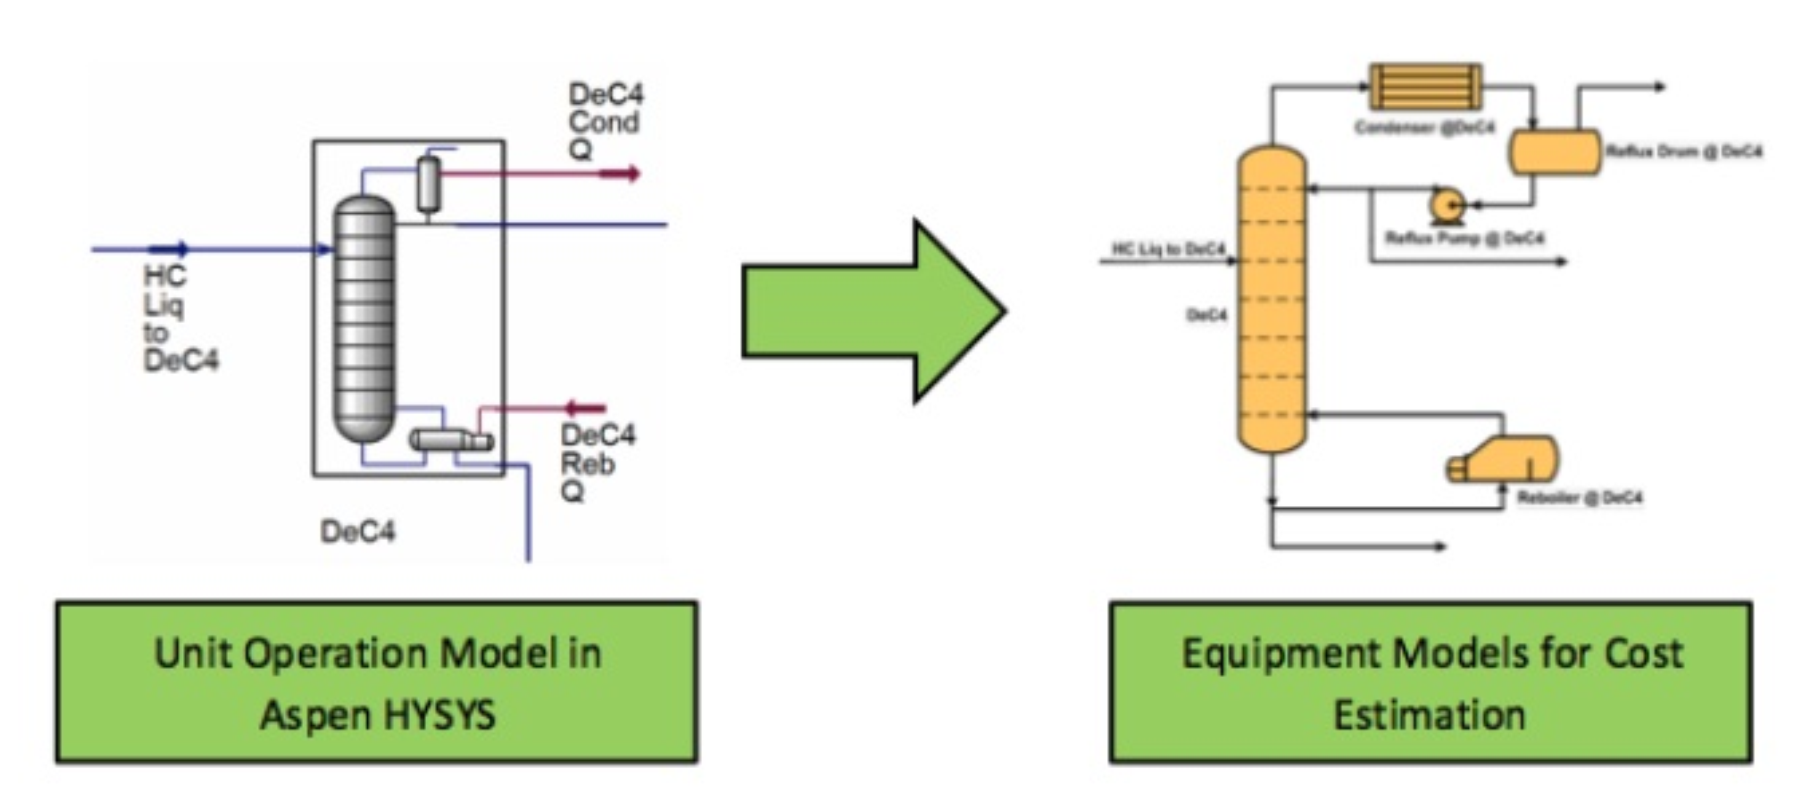 DeC4
Cond
Q
HC
Liq
to
DeC4
DeC4
Reb
Q
DeC4
Unit Operation Model in
Aspen HYSYS
Condenser @DeC4
Reflux Drum @ DeC4
Reflux Pump @ DeC4
HC Liq to DeC4
DeC4
Reboiler @ DeC4
Equipment Models for Cost
Estimation